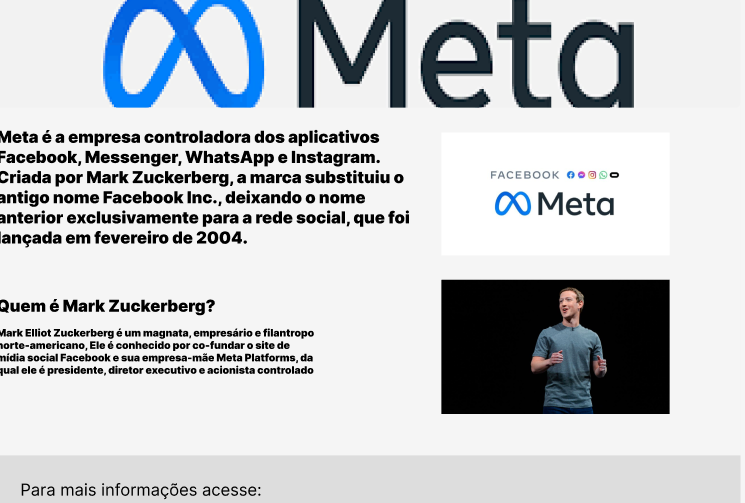 Meta
Meta é a empresa controladora dos aplicativos
Facebook, Messenger, WhatsApp e Instagram.
Criada por Mark Zuckerberg, a marca substituiu o
antigo nome Facebook Inc., deixando o nome
anterior exclusivamente para a rede social, que foi
lançada em fevereiro de 2004.
FACEBOOK
Meta
Quem é Mark Zuckerberg?
Mark Elliot Zuckerberg é um magnata, empresário e filantropo
norte-americano, Ele é conhecido por co-fundar o site de
mídia social Facebook e sua empresa-mãe Meta Platforms, da
qual ele é presidente, diretor executivo e acionista controlado
Para mais informações acesse: